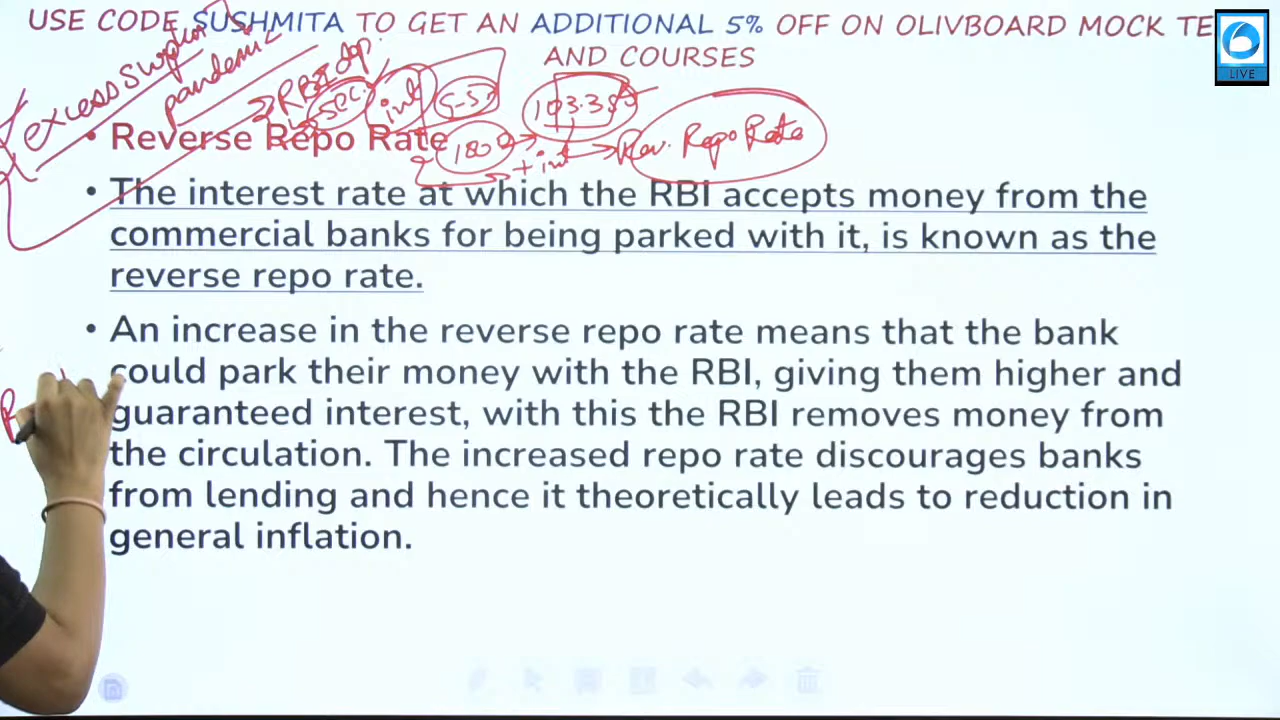 USE CODE SUSHMITA TO GET AN ADDITIONAL 5% OFF ON OLIVBOARD MOCK TE
AND COURSES
LIVE
excess
pandemic
RBI dep.
sec.
int
100
+ int
103.35
Rev. Repo Rate
• Reverse Repo Rate
• The interest rate at which the RBI accepts money from the
commercial banks for being parked with it, is known as the
reverse repo rate.
• An increase in the reverse repo rate means that the bank
could park their money with the RBI, giving them higher and
guaranteed interest, with this the RBI removes money from
the circulation. The increased repo rate discourages banks
from lending and hence it theoretically leads to reduction in
general inflation.
R